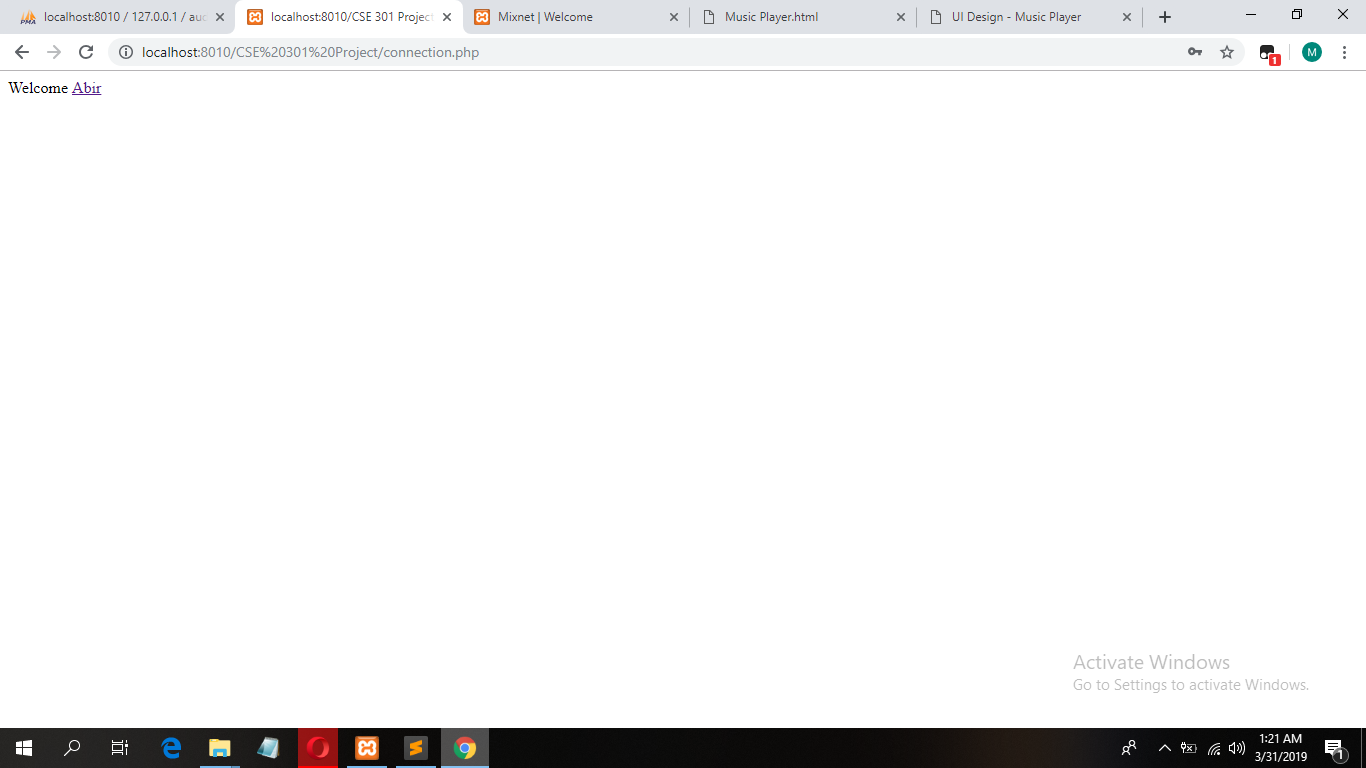 localhost:8010 / 127.0.0.1 / auc
localhost:8010/CSE 301 Project
Mixnet | Welcome
Music Player.html
UI Design - Music Player
localhost:8010/CSE%20301%20Project/connection.php
1
M
Welcome Abir
Activate Windows
Go to Settings to activate Windows.
1:21 AM
3/31/2019
1